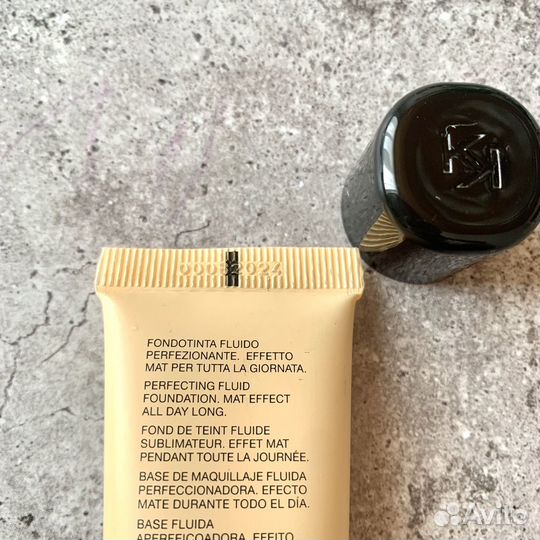 FONDOTINTA FLUIDO
PERFEZIONANTE. EFFETTO
MAT PER TUTTA LA GIORNATA.
PERFECTING FLUID
FOUNDATION. MAT EFFECT
ALL DAY LONG.
FOND DE TEINT FLUIDE
SUBLIMATEUR. EFFET MAT
PENDANT TOUTE LA JOURNÉE.
BASE DE MAQUILLAJE FLUIDA
PERFECCIONADORA. EFECTO
MATE DURANTE TODO EL DÍA.
BASE FLUIDA
APERFEIÇOADORA. EFEITO
Avito